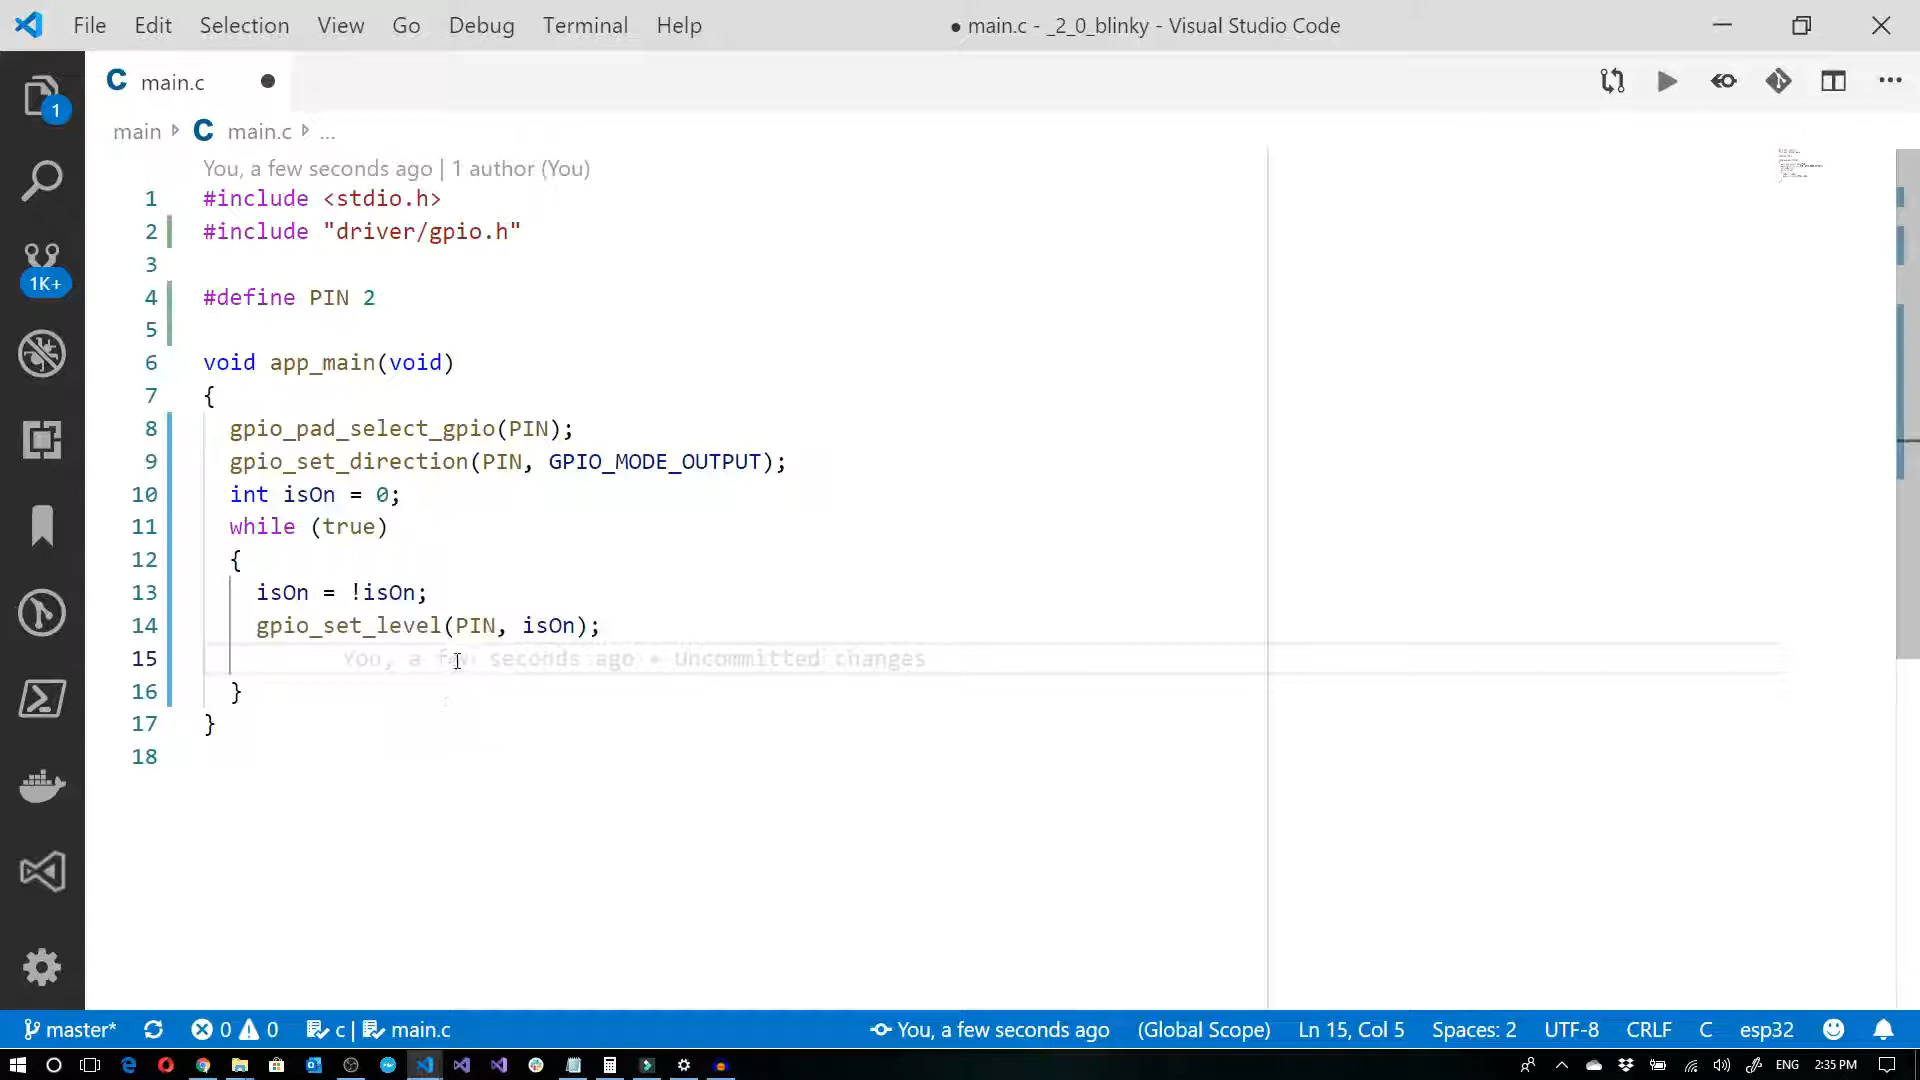 File Edit Selection View Go Debug Terminal Help
● main.c - _2_0_blinky - Visual Studio Code
1
C main.c ●
main C main.c ...
You, a few seconds ago | 1 author (You)
1 #include <stdio.h>
2 #include "driver/gpio.h"
3
4 #define PIN 2
5
6 void app_main(void)
7 {
8 gpio_pad_select_gpio(PIN);
9 gpio_set_direction(PIN, GPIO_MODE_OUTPUT);
10 int isOn = 0;
11 while (true)
12 {
13 isOn = !isOn;
14 gpio_set_level(PIN, isOn);
15 You, a few seconds ago • Uncommitted changes
16 }
17 }
18
1K+
master* 0 0 c | main.c You, a few seconds ago (Global Scope) Ln 15, Col 5 Spaces: 2 UTF-8 CRLF C esp32
ENG 2:35 PM